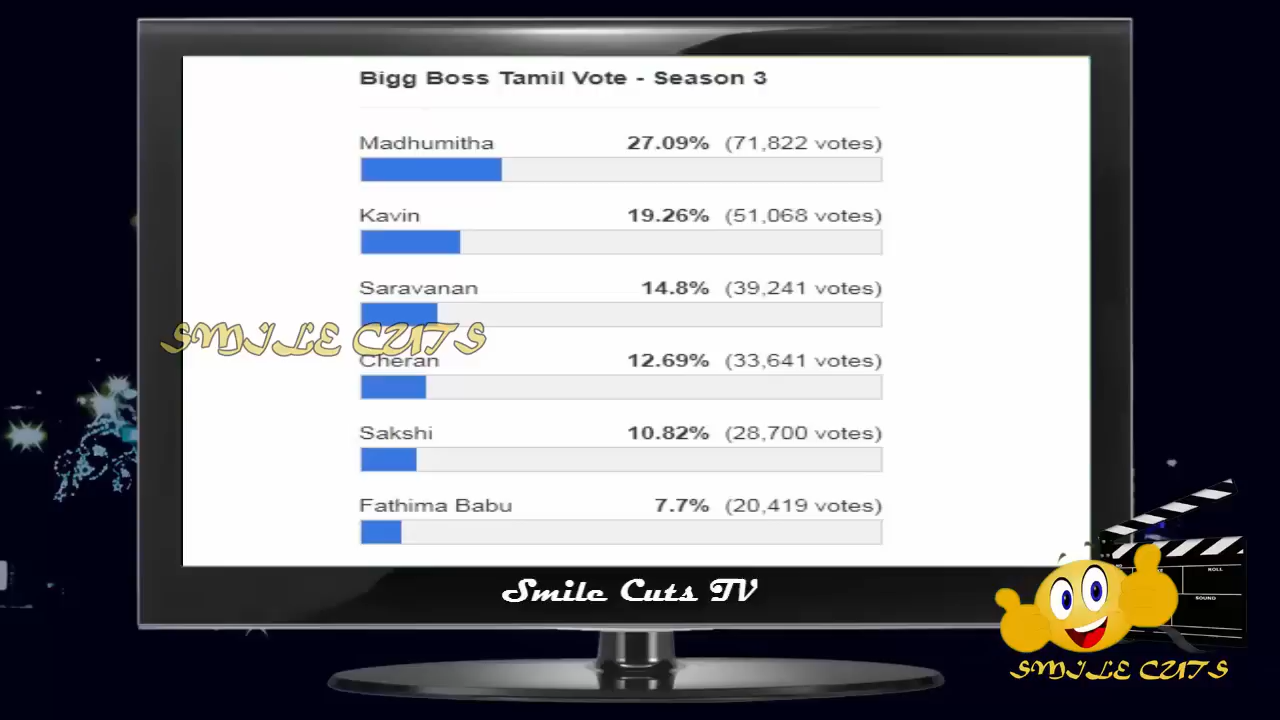 Bigg Boss Tamil Vote - Season 3
Madhumitha 27.09% (71,822 votes)
Kavin 19.26% (51,068 votes)
Saravanan 14.8% (39,241 votes)
SMILE CUTS
Cheran 12.69% (33,641 votes)
Sakshi 10.82% (28,700 votes)
Fathima Babu 7.7% (20,419 votes)
Smile Cuts TV
ROLL
SOUND
SMILE CUTS